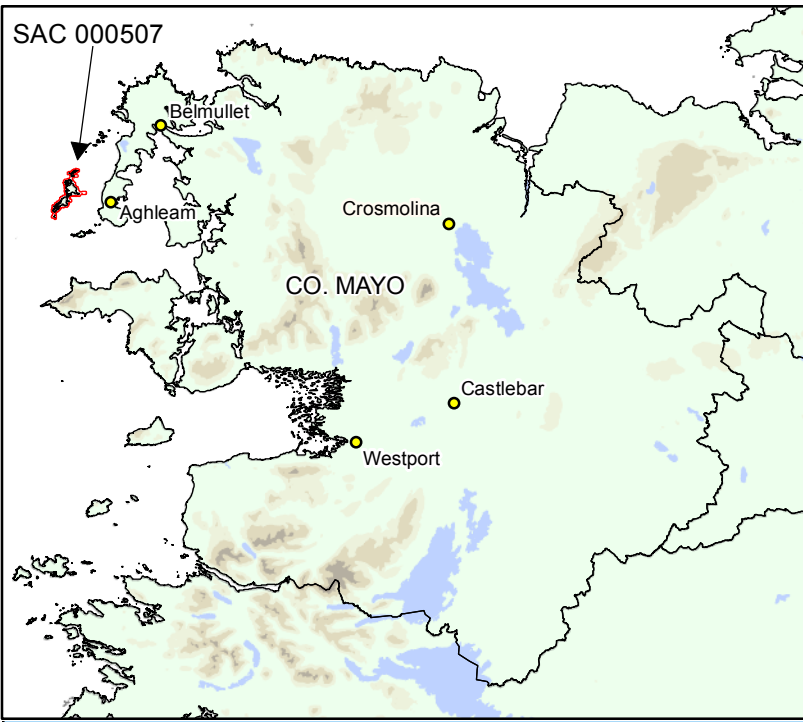 SAC 000507
Belmullet
Aghleam
Crosmolina
CO. MAYO
Castlebar
Westport